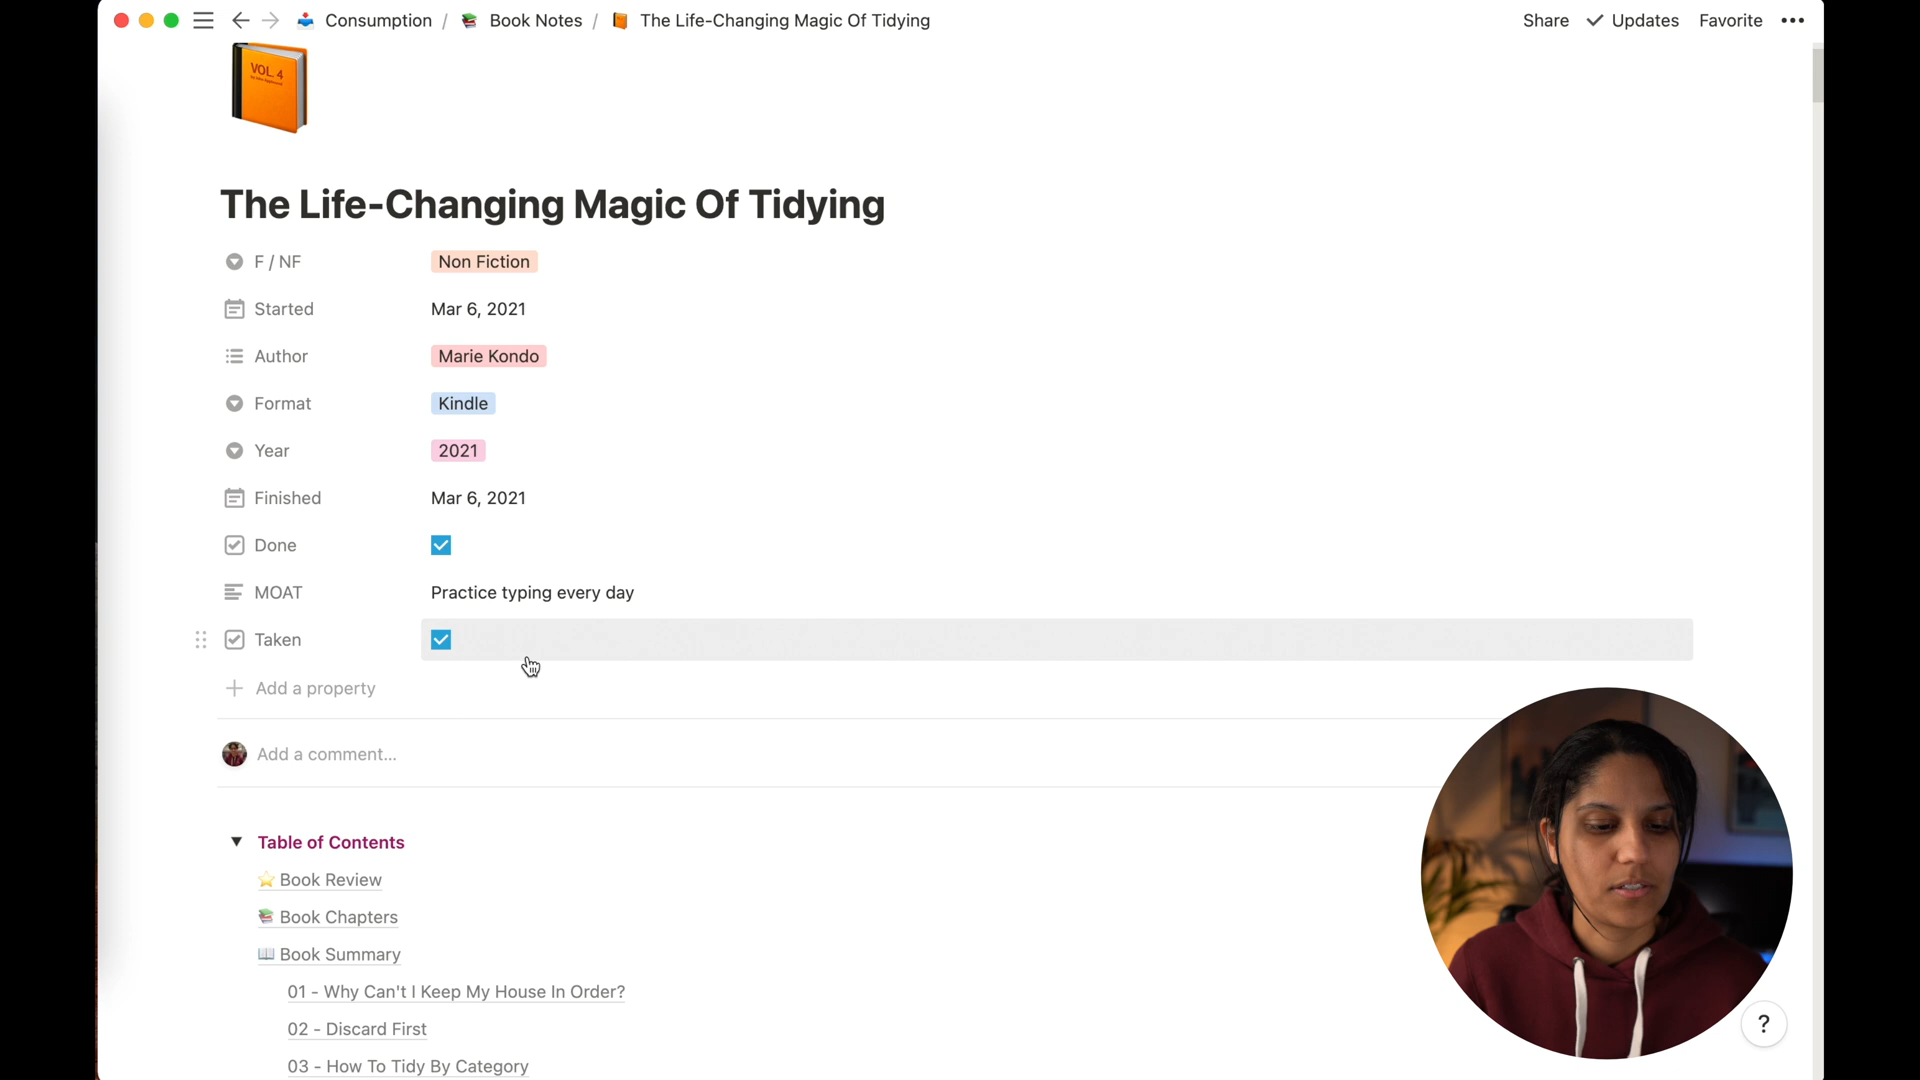 Consumption / Book Notes / The Life-Changing Magic Of Tidying
Share Updates Favorite
VOL. 4
The Life-Changing Magic Of Tidying
F / NF Non Fiction
Started Mar 6, 2021
Author Marie Kondo
Format Kindle
Year 2021
Finished Mar 6, 2021
Done
MOAT Practice typing every day
Taken
Add a property
Add a comment...
Table of Contents
Book Review
Book Chapters
Book Summary
01 - Why Can't I Keep My House In Order?
02 - Discard First
03 - How To Tidy By Category
?